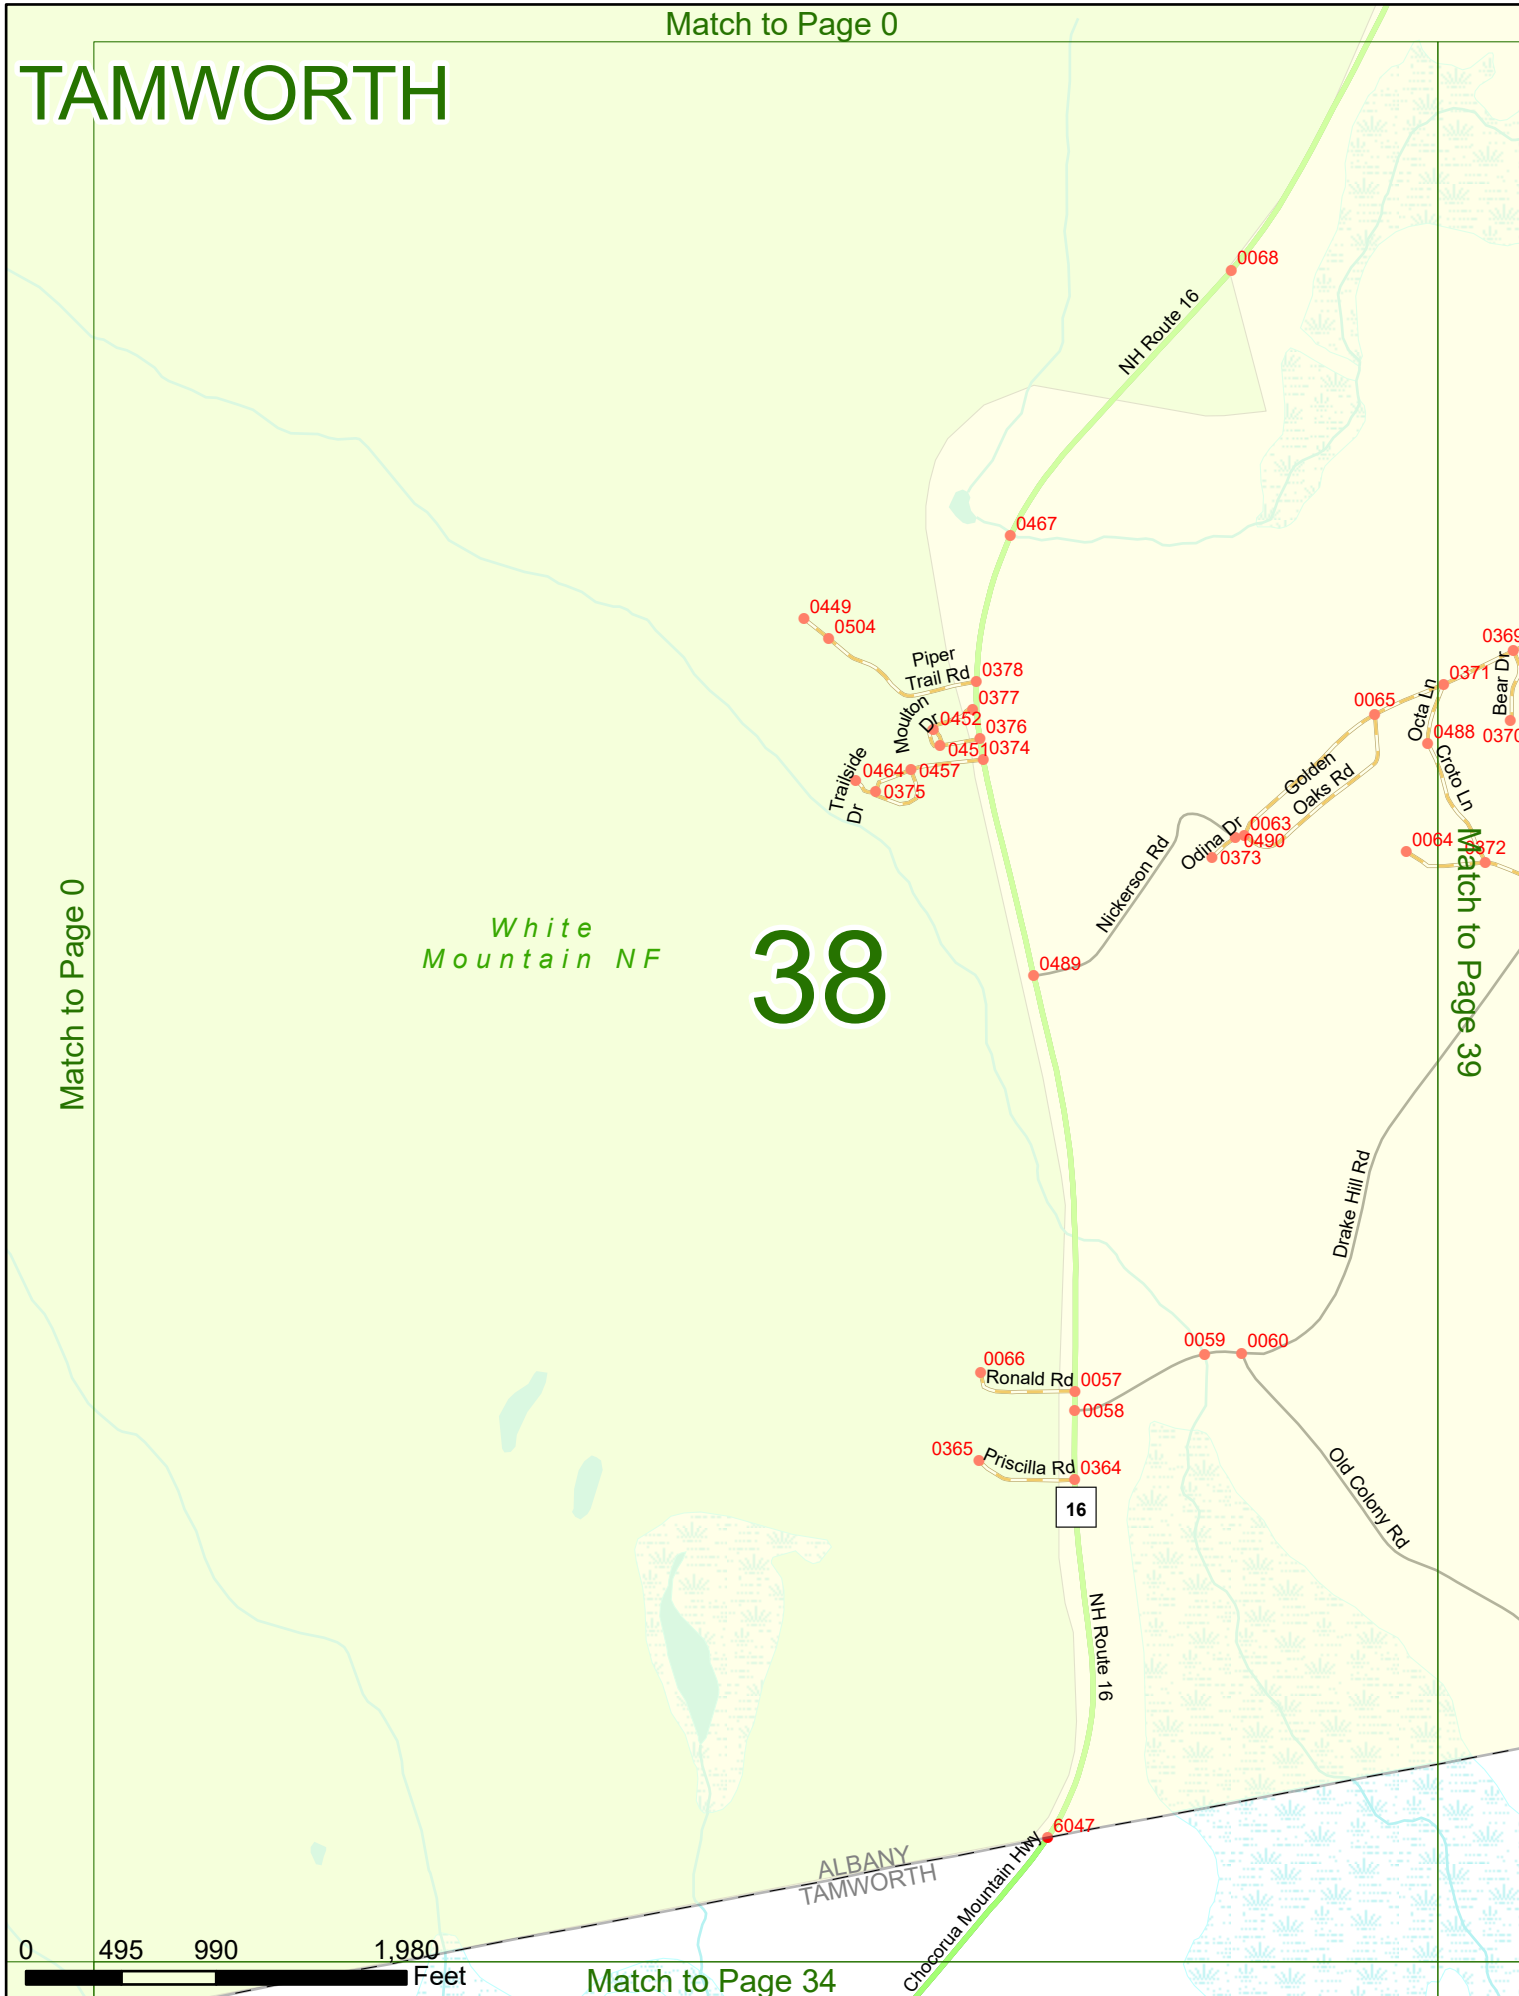 Match to Page 0
TAMWORTH
0068
NH Route 16
0467
0449
0504
Piper
Trail Rd
0378
0377
Moulton
Dr
0452
0376
0451
0374
Trailside
Dr
0464
0457
0375
0369
Bear Dr
0370
0371
Octa Ln
0065
0488
Croto Ln
Golden
Oaks Rd
0063
0490
Odina Dr
0373
0064
0372
Nickerson Rd
0489
Match to Page 0
White
Mountain NF
38
Match to Page 39
Drake Hill Rd
0059
0060
0066
Ronald Rd
0057
0058
0365
Priscilla Rd
0364
16
Old Colony Rd
NH Route 16
6047
ALBANY
TAMWORTH
Chocorua Mountain Hwy
0 495 990 1,980
Feet
Match to Page 34